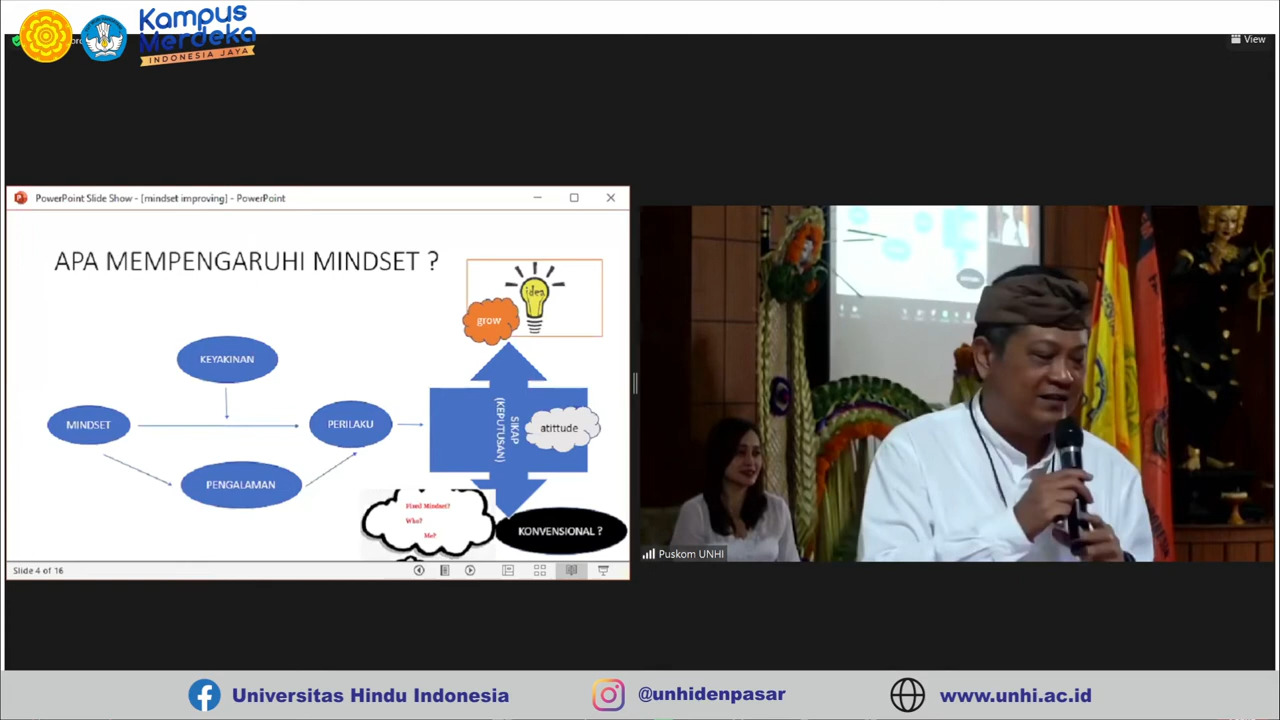 Kampus
Merdeka
INDONESIA JAYA
View
PowerPoint Slide Show - [mindset improving] - PowerPoint
APA MEMPENGARUHI MINDSET ?
idea
grow
KEYAKINAN
MINDSET
PERILAKU
SIKAP
(KEPUTUSAN)
atittude
PENGALAMAN
Fixed Mindset?
Who?
Me?
KONVENSIONAL ?
Slide 4 of 16
Puskom UNHI
Universitas Hindu Indonesia
@unhidenpasar
www.unhi.ac.id